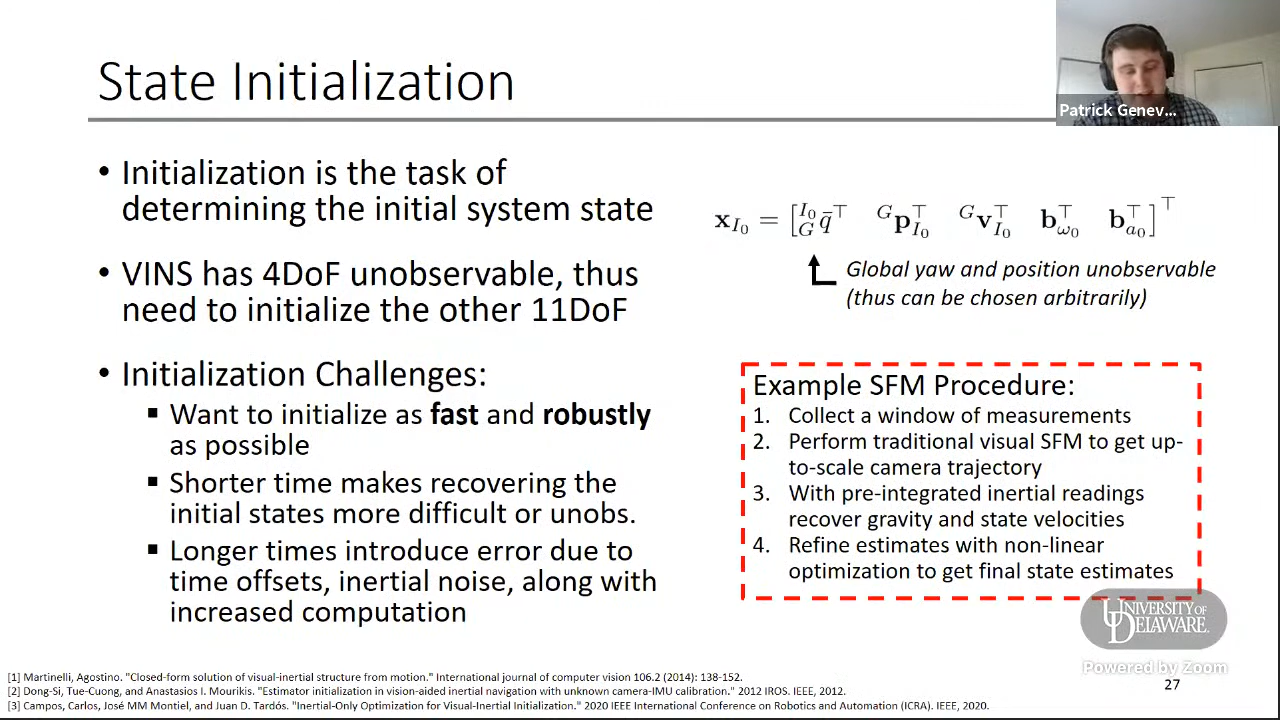 State Initialization
Patrick Genev...
• Initialization is the task of
determining the initial system state
• VINS has 4DoF unobservable, thus
need to initialize the other 11DoF
• Initialization Challenges:
▪ Want to initialize as fast and robustly
as possible
▪ Shorter time makes recovering the
initial states more difficult or unobs.
▪ Longer times introduce error due to
time offsets, inertial noise, along with
increased computation
𝐱_{I_0} = [ ^{I_0}_{G}q̄^⊤ ^{G}𝐩^⊤_{I_0} ^{G}𝐯^⊤_{I_0} 𝐛^⊤_{ω_0} 𝐛^⊤_{a_0} ]^⊤
Global yaw and position unobservable
(thus can be chosen arbitrarily)
Example SFM Procedure:
1. Collect a window of measurements
2. Perform traditional visual SFM to get up-
to-scale camera trajectory
3. With pre-integrated inertial readings
recover gravity and state velocities
4. Refine estimates with non-linear
optimization to get final state estimates
UNIVERSITY OF
DELAWARE.
Powered by Zoom
[1] Martinelli, Agostino. "Closed-form solution of visual-inertial structure from motion." International journal of computer vision 106.2 (2014): 138-152.
[2] Dong-Si, Tue-Cuong, and Anastasios I. Mourikis. "Estimator initialization in vision-aided inertial navigation with unknown camera-IMU calibration." 2012 IROS. IEEE, 2012.
[3] Campos, Carlos, José MM Montiel, and Juan D. Tardós. "Inertial-Only Optimization for Visual-Inertial Initialization." 2020 IEEE International Conference on Robotics and Automation (ICRA). IEEE, 2020.
27